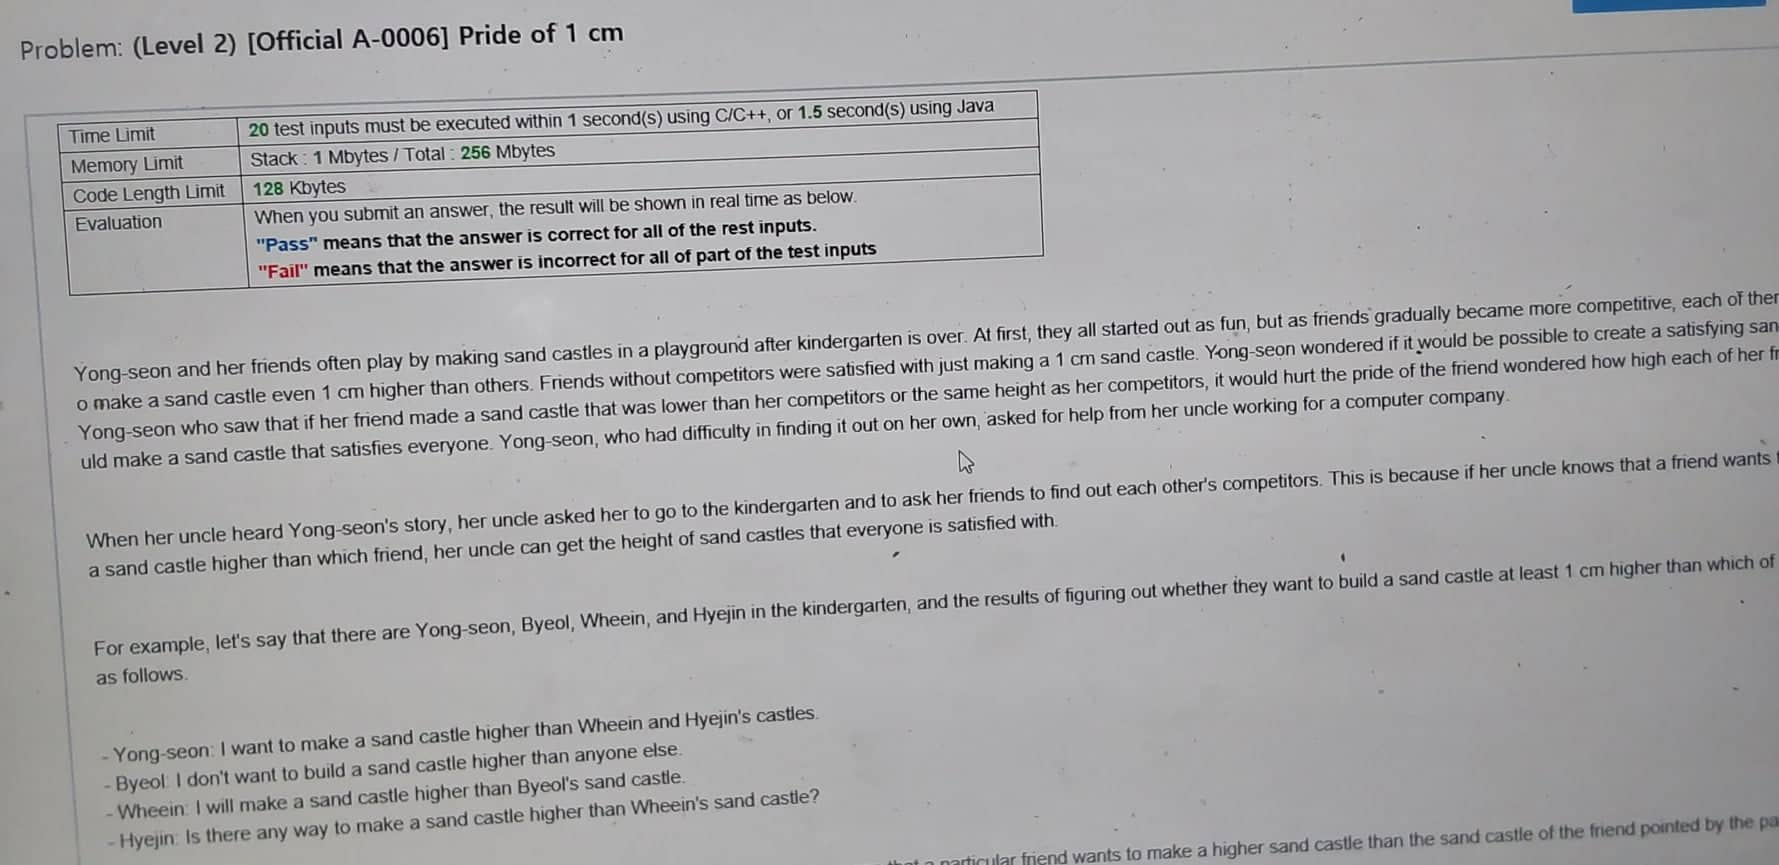 Problem: (Level 2) [Official A-0006] Pride of 1 cm
Time Limit
20 test inputs must be executed within 1 second(s) using C/C++, or 1.5 second(s) using Java
Memory Limit
Stack : 1 Mbytes / Total : 256 Mbytes
Code Length Limit
128 Kbytes
Evaluation
When you submit an answer, the result will be shown in real time as below.
"Pass" means that the answer is correct for all of the rest inputs.
"Fail" means that the answer is incorrect for all of part of the test inputs
Yong-seon and her friends often play by making sand castles in a playground after kindergarten is over. At first, they all started out as fun, but as friends gradually became more competitive, each of
o make a sand castle even 1 cm higher than others. Friends without competitors were satisfied with just making a 1 cm sand castle. Yong-seon wondered if it would be possible to create a satisfying san
Yong-seon who saw that if her friend made a sand castle that was lower than her competitors or the same height as her competitors, it would hurt the pride of the friend wondered how high each of her
uld make a sand castle that satisfies everyone. Yong-seon, who had difficulty in finding it out on her own, asked for help from her uncle working for a computer company.
When her uncle heard Yong-seon's story, her uncle asked her to go to the kindergarten and to ask her friends to find out each other's competitors. This is because if her uncle knows that a friend wants
a sand castle higher than which friend, her uncle can get the height of sand castles that everyone is satisfied with.
For example, let's say that there are Yong-seon, Byeol, Wheein, and Hyejin in the kindergarten, and the results of figuring out whether they want to build a sand castle at least 1 cm higher than which of
as follows.
- Yong-seon: I want to make a sand castle higher than Wheein and Hyejin's castles.
- Byeol: I don't want to build a sand castle higher than anyone else.
- Wheein: I will make a sand castle higher than Byeol's sand castle.
- Hyejin: Is there any way to make a sand castle higher than Wheein's sand castle?
particular friend wants to make a higher sand castle than the sand castle of the friend pointed by the pa